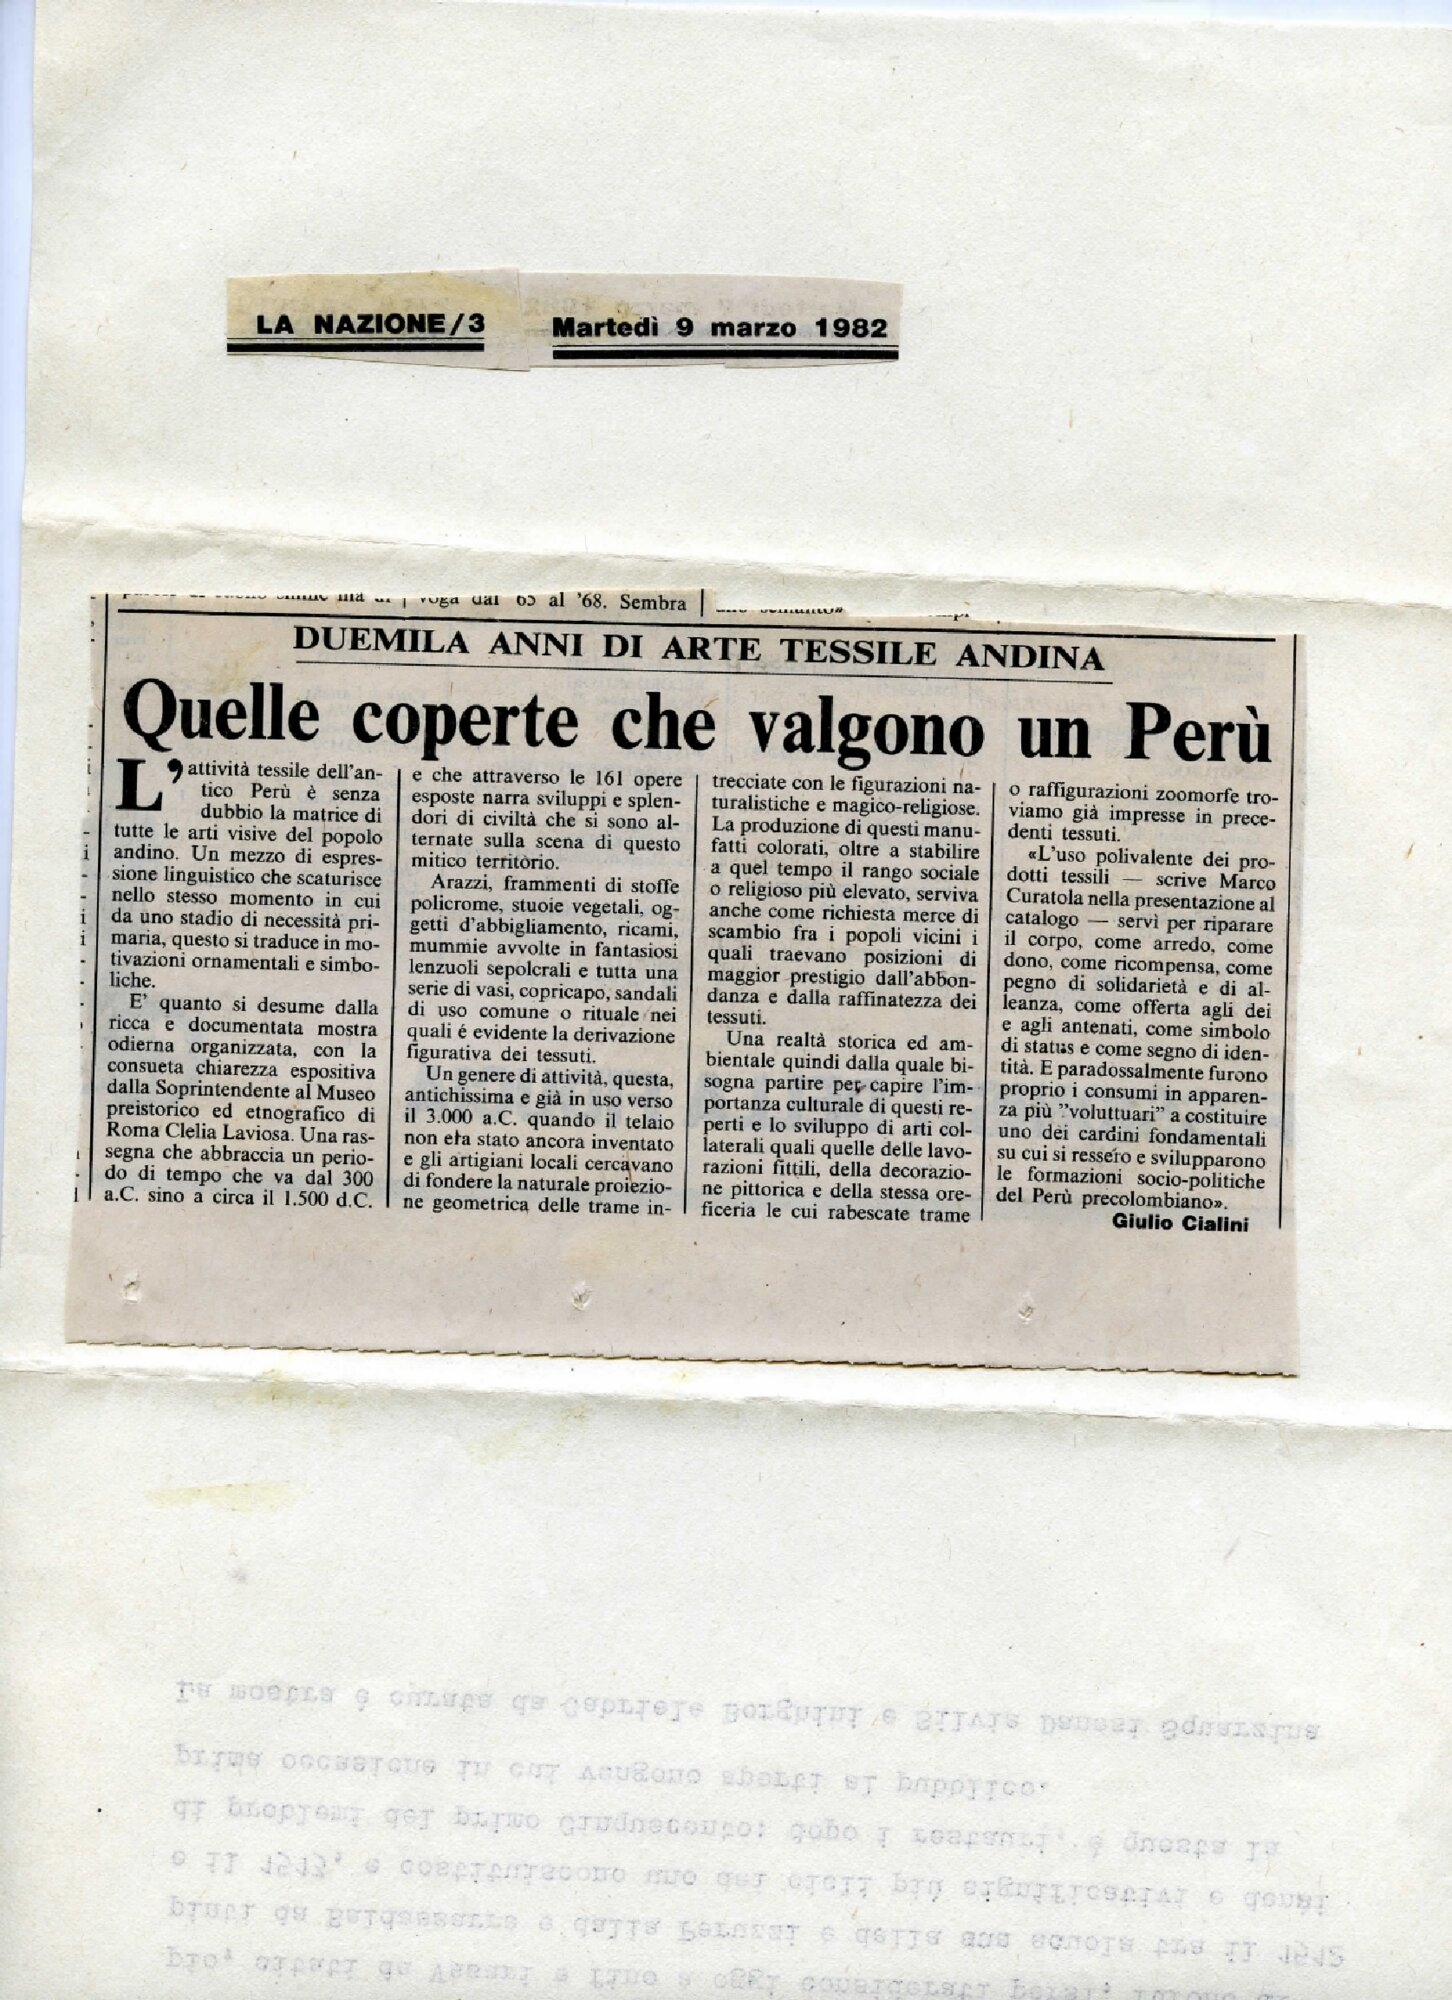 LA NAZIONE/3 Martedì 9 marzo 1982
voga dal 65 al '68. Sembra
DUEMILA ANNI DI ARTE TESSILE ANDINA
Quelle coperte che valgono un Perù
L'attività tessile dell'an-
tico Perù è senza
dubbio la matrice di
tutte le arti visive del popolo
andino. Un mezzo di espres-
sione linguistico che scaturisce
nello stesso momento in cui
da uno stadio di necessità pri-
maria, questo si traduce in mo-
tivazioni ornamentali e simbo-
liche.
E' quanto si desume dalla
ricca e documentata mostra
odierna organizzata, con la
consueta chiarezza espositiva
dalla Soprintendente al Museo
preistorico ed etnografico di
Roma Clelia Laviosa. Una ras-
segna che abbraccia un perio-
do di tempo che va dal 300
a.C. sino a circa il 1.500 d.C.
e che attraverso le 161 opere
esposte narra sviluppi e splen-
dori di civiltà che si sono al-
ternate sulla scena di questo
mitico territòrio.
Arazzi, frammenti di stoffe
policrome, stuoie vegetali, og-
getti d'abbigliamento, ricami,
mummie avvolte in fantasiosi
lenzuoli sepolcrali e tutta una
serie di vasi, copricapo, sandali
di uso comune o rituale nei
quali é evidente la derivazione
figurativa dei tessuti.
Un genere di attività, questa,
antichissima e già in uso verso
il 3.000 a.C. quando il telaio
non era stato ancora inventato
e gli artigiani locali cercavano
di fondere la naturale proiezio-
ne geometrica delle trame in-
trecciate con le figurazioni na-
turalistiche e magico-religiose.
La produzione di questi manu-
fatti colorati, oltre a stabilire
a quel tempo il rango sociale
o religioso più elevato, serviva
anche come richiesta merce di
scambio fra i popoli vicini i
quali traevano posizioni di
maggior prestigio dall'abbon-
danza e dalla raffinatezza dei
tessuti.
Una realtà storica ed am-
bientale quindi dalla quale bi-
sogna partire per capire l'im-
portanza culturale di questi re-
perti e lo sviluppo di arti col-
laterali quali quelle delle lavo-
razioni fittili, della decorazio-
ne pittorica e della stessa ore-
ficeria le cui rabescate trame
o raffigurazioni zoomorfe tro-
viamo già impresse in prece-
denti tessuti.
«L'uso polivalente dei pro-
dotti tessili — scrive Marco
Curatola nella presentazione al
catalogo — servì per riparare
il corpo, come arredo, come
dono, come ricompensa, come
pegno di solidarietà e di al-
leanza, come offerta agli dei
e agli antenati, come simbolo
di status e come segno di iden-
tità. E paradossalmente furono
proprio i consumi in apparen-
za più "voluttuari" a costituire
uno dei cardini fondamentali
su cui si ressero e svilupparono
le formazioni socio-politiche
del Perù precolombiano».
Giulio Cialini